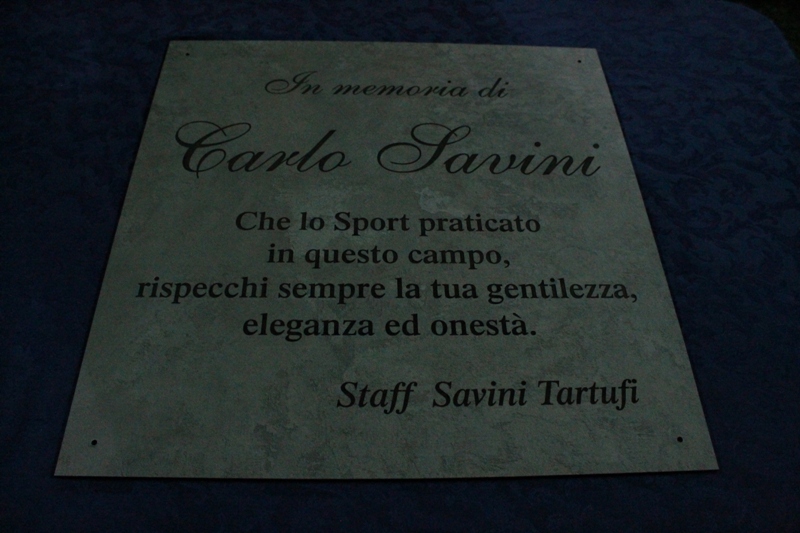 In memoria di
Carlo Savini
Che lo Sport praticato
in questo campo,
rispecchi sempre la tua gentilezza,
eleganza ed onestà.
Staff Savini Tartufi